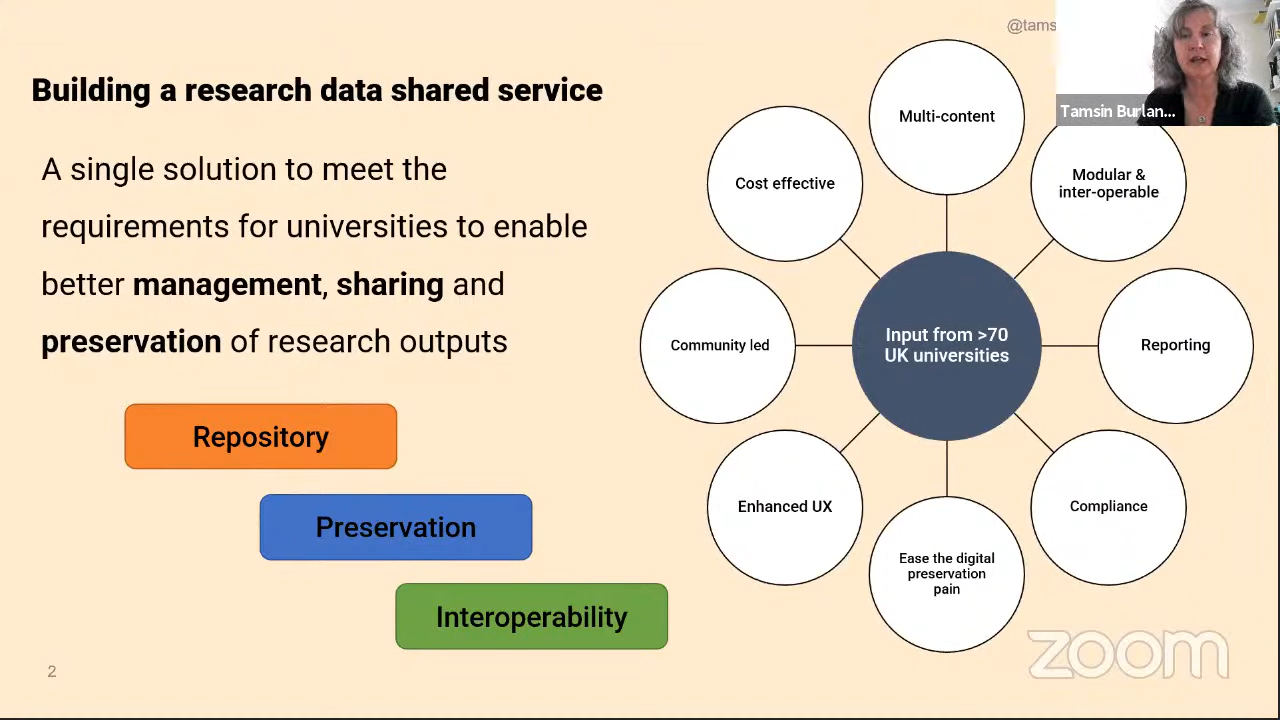 @tams
Tamsin Burlan...
Building a research data shared service
A single solution to meet the
requirements for universities to enable
better management, sharing and
preservation of research outputs
Repository
Preservation
Interoperability
Multi-content
Modular &
inter-operable
Reporting
Compliance
Ease the digital
preservation
pain
Enhanced UX
Community led
Cost effective
Input from >70
UK universities
2
zoom